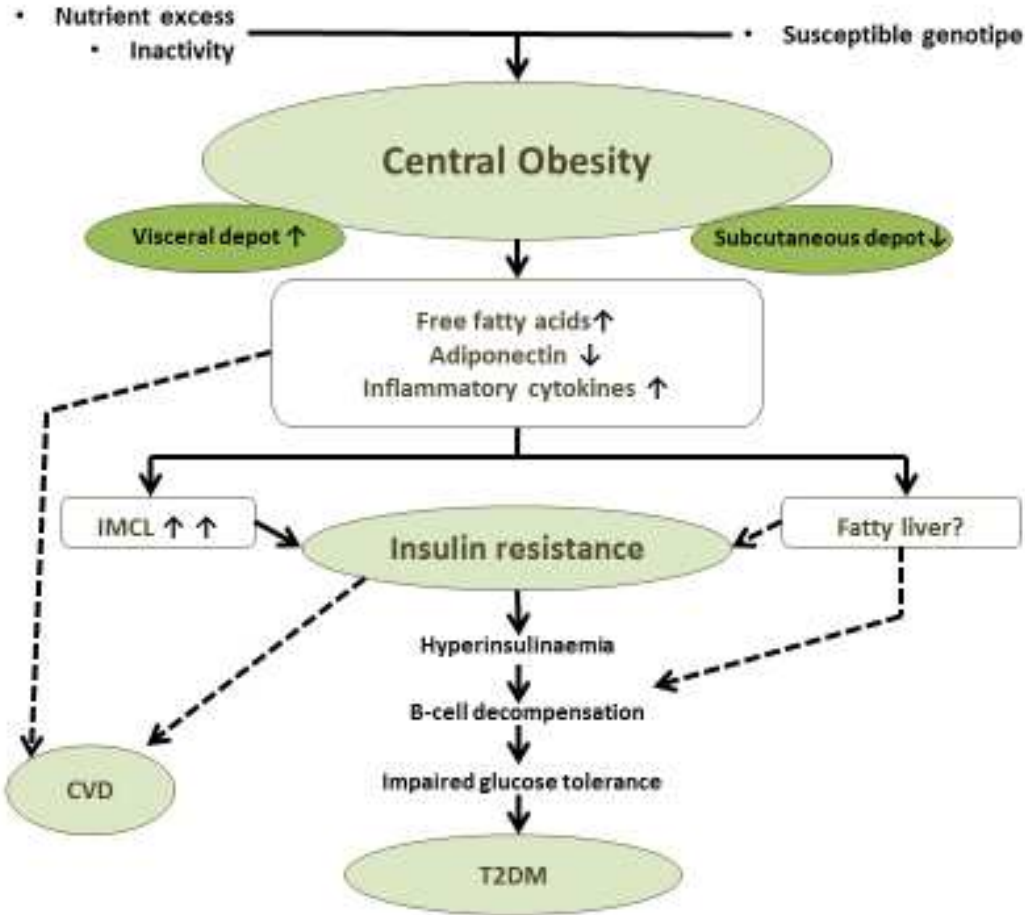 • Nutrient excess
• Inactivity
• Susceptible genotipe
Central Obesity
Visceral depot ↑
Subcutaneous depot↓
Free fatty acids↑
Adiponectin ↓
Inflammatory cytokines ↑
IMCL ↑ ↑
Insulin resistance
Fatty liver?
Hyperinsulinaemia
B-cell decompensation
Impaired glucose tolerance
CVD
T2DM